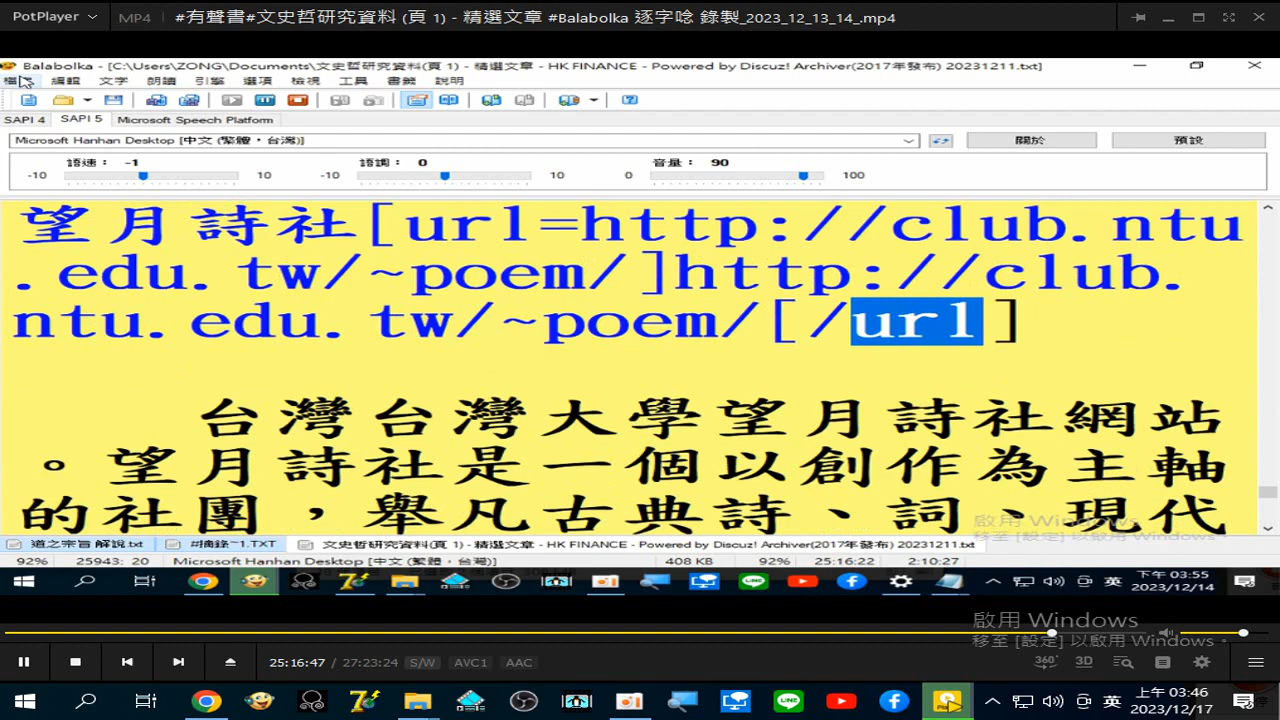 PotPlayer MP4 #有聲書#文史哲研究資料 (頁 1) - 精選文章 #Balabolka 逐字唸 錄製_2023_12_13_14_.mp4
Balabolka - [C:\Users\ZONG\Documents\文史哲研究資料(頁 1) - 精選文章 - HK FINANCE - Powered by Discuz! Archiver(2017年發布) 20231211.txt]
檔案 編輯 文字 朗讀 引擎 選項 檢視 工具 書籤 說明
SAPI 4 SAPI 5 Microsoft Speech Platform
Microsoft Hanhan Desktop [中文 (繁體，台灣)] 關於 預設
語速： -1 語調： 0 音量： 90
-10 10 -10 10 0 100
望月詩社[url=http://club.ntu
.edu.tw/~poem/]http://club.
ntu.edu.tw/~poem/[/url]
台灣台灣大學望月詩社網站
。望月詩社是一個以創作為主軸
的社團，舉凡古典詩、詞、現代
啟用 Windows
移至 [設定] 以啟用 Windows。
道之宗旨 解說.txt #摘錄~1.TXT 文史哲研究資料(頁 1) - 精選文章 - HK FINANCE - Powered by Discuz! Archiver(2017年發布) 20231211.txt
92% 25943: 20 Microsoft Hanhan Desktop [中文 (繁體，台灣)] 408 KB 92% 25:16:22 2:10:27
英 下午 03:55
2023/12/14
啟用 Windows
移至 [設定] 以啟用 Windows。
25:16:47 / 27:23:24 S/W AVC1 AAC 360° 3D
英 上午 03:46
2023/12/17